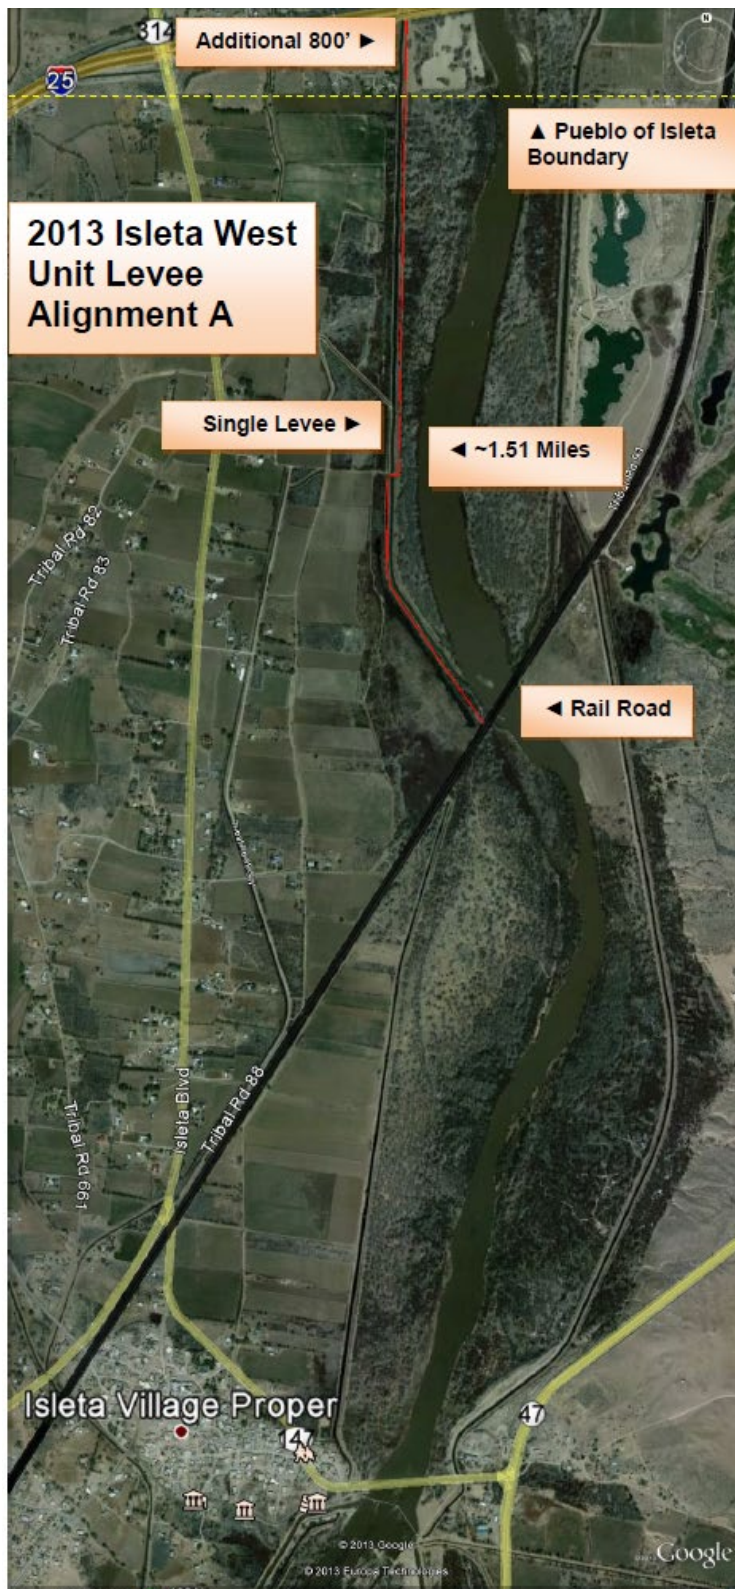 N
314
Additional 800' ►
25
▲ Pueblo of Isleta
Boundary
2013 Isleta West
Unit Levee
Alignment A
Single Levee ►
◄ ~1.51 Miles
Tribal Rd 82
Tribal Rd 83
◄ Rail Road
Isleta Blvd
Tribal Rd 88
Tribal Rd 661
Isleta Village Proper
147
47
© 2013 Google
© 2013 Europa Technologies
Google